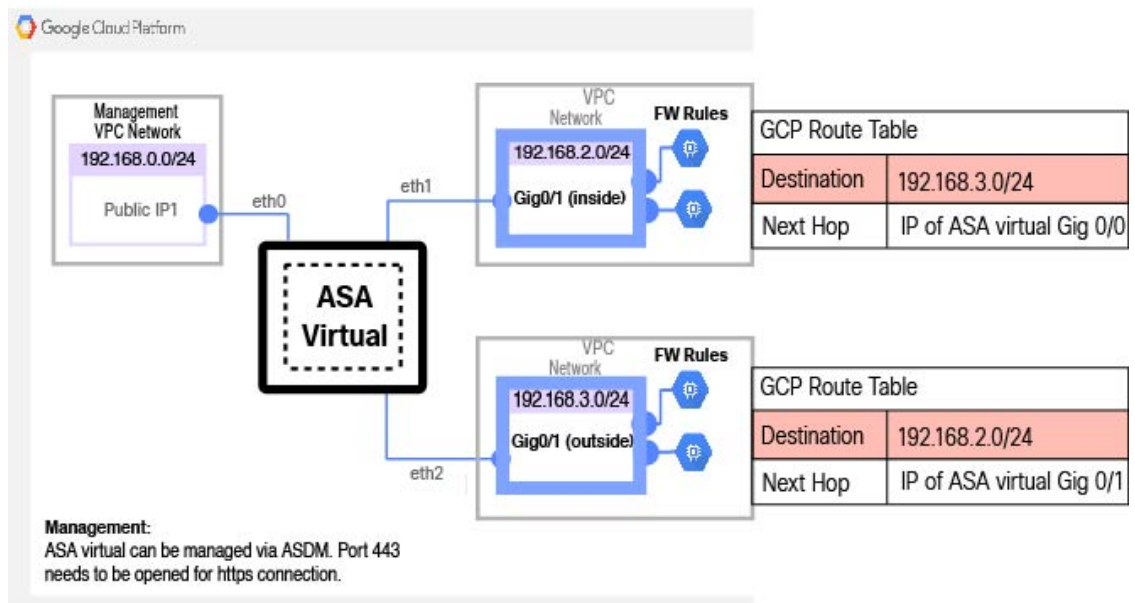 Google Cloud Platform
Management
VPC Network
192.168.0.0/24
Public IP1
eth0
eth1
ASA
Virtual
eth2
VPC
Network
FW Rules
192.168.2.0/24
Gig0/1 (inside)
GCP Route Table
Destination 192.168.3.0/24
Next Hop IP of ASA virtual Gig 0/0
VPC
Network
FW Rules
192.168.3.0/24
Gig0/1 (outside)
GCP Route Table
Destination 192.168.2.0/24
Next Hop IP of ASA virtual Gig 0/1
Management:
ASA virtual can be managed via ASDM. Port 443
needs to be opened for https connection.